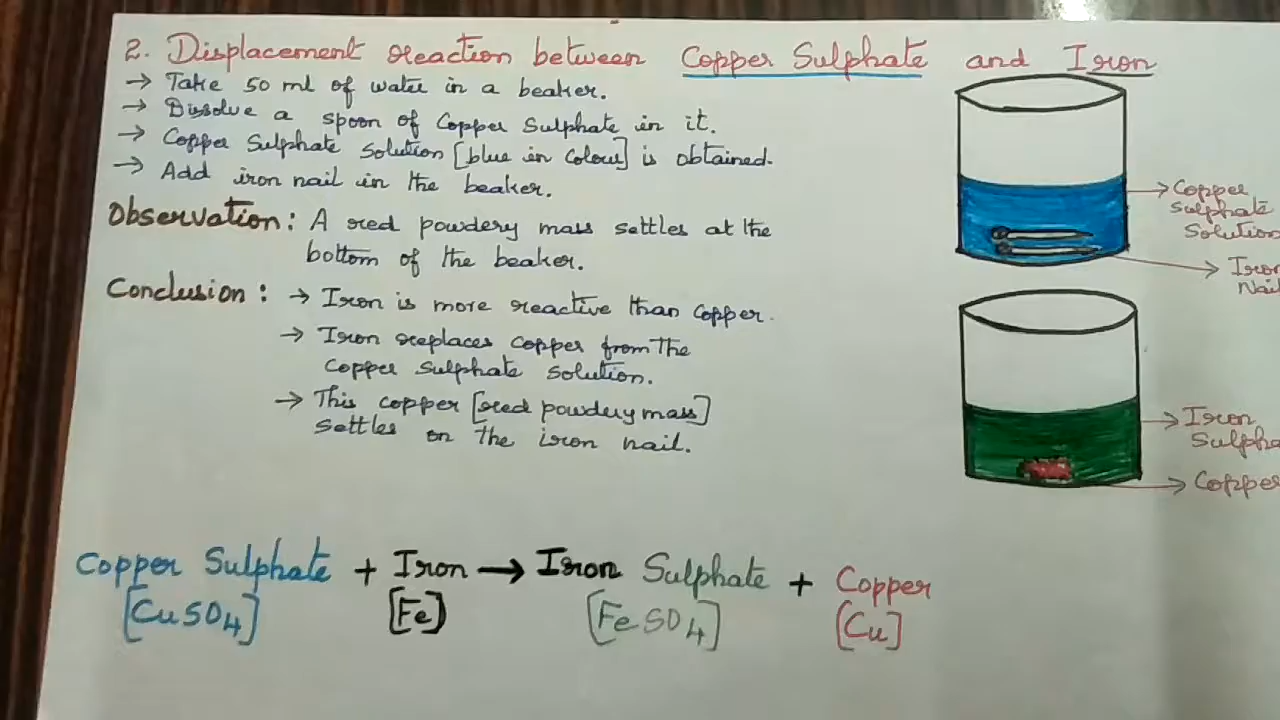 2. Displacement reaction between Copper Sulphate and Iron
→ Take 50 ml of water in a beaker.
→ Dissolve a spoon of Copper Sulphate in it.
→ Copper Sulphate Solution [blue in colour] is obtained.
→ Add iron nail in the beaker.
Observation: A red powdery mass settles at the
bottom of the beaker.
Conclusion: → Iron is more reactive than copper.
→ Iron replaces copper from the
copper sulphate solution.
→ This copper [red powdery mass]
settles on the iron nail.
→ Copper
Sulphate
Solution
→ Iron
Nail
→ Iron
Sulpha
→ Copper
Copper Sulphate + Iron → Iron Sulphate + Copper
[CuSO4] [Fe] [FeSO4] [Cu]